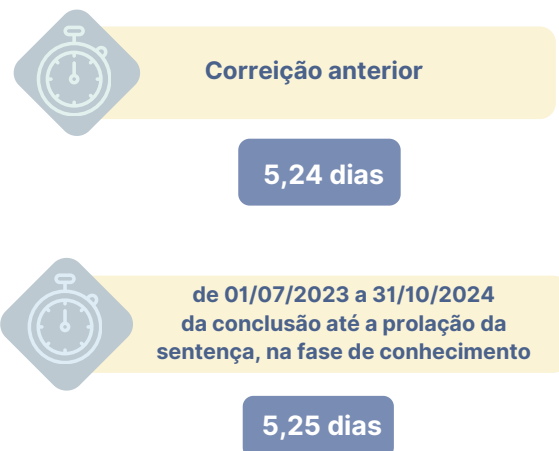 Correição anterior
5,24 dias
de 01/07/2023 a 31/10/2024
da conclusão até a prolação da
sentença, na fase de conhecimento
5,25 dias